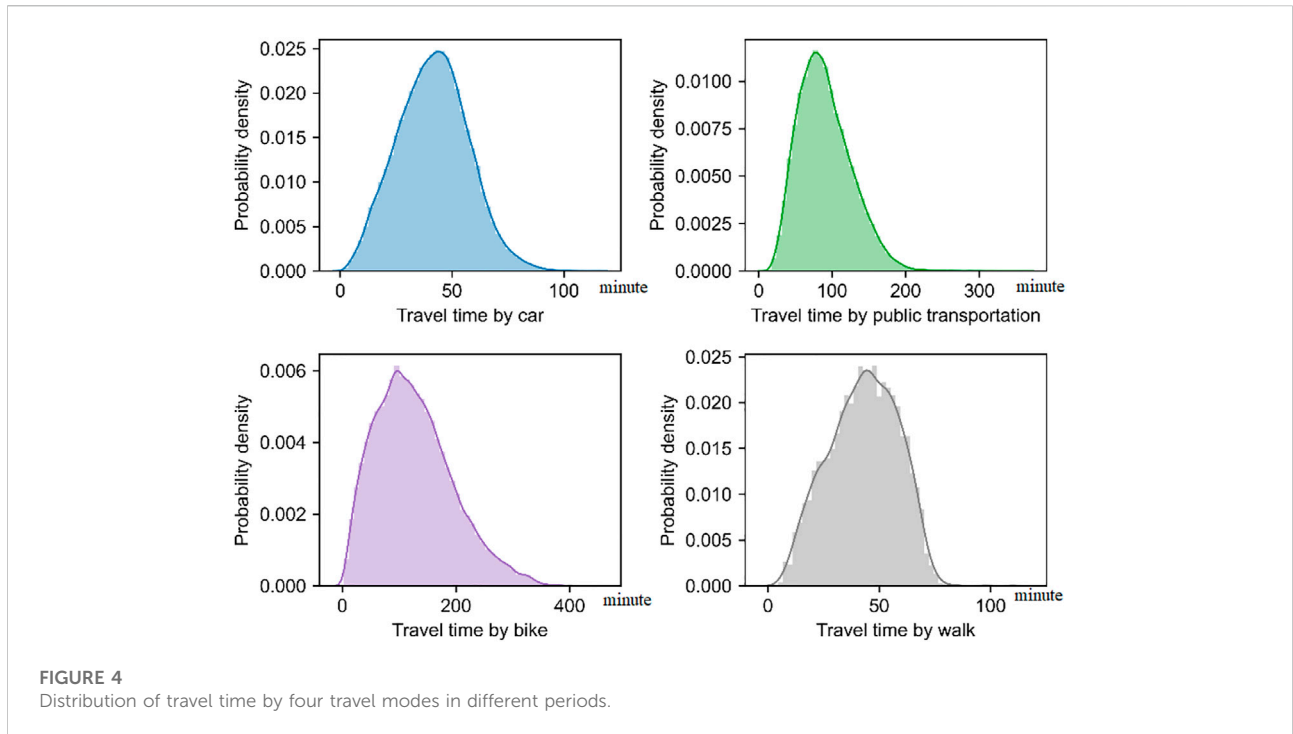 Probability density
0.025
0.020
0.015
0.010
0.005
0.000
0 50 100 minute
Travel time by car
Probability density
0.0100
0.0075
0.0050
0.0025
0.0000
0 100 200 300 minute
Travel time by public transportation
Probability density
0.006
0.004
0.002
0.000
0 200 400 minute
Travel time by bike
Probability density
0.025
0.020
0.015
0.010
0.005
0.000
0 50 100 minute
Travel time by walk
FIGURE 4
Distribution of travel time by four travel modes in different periods.